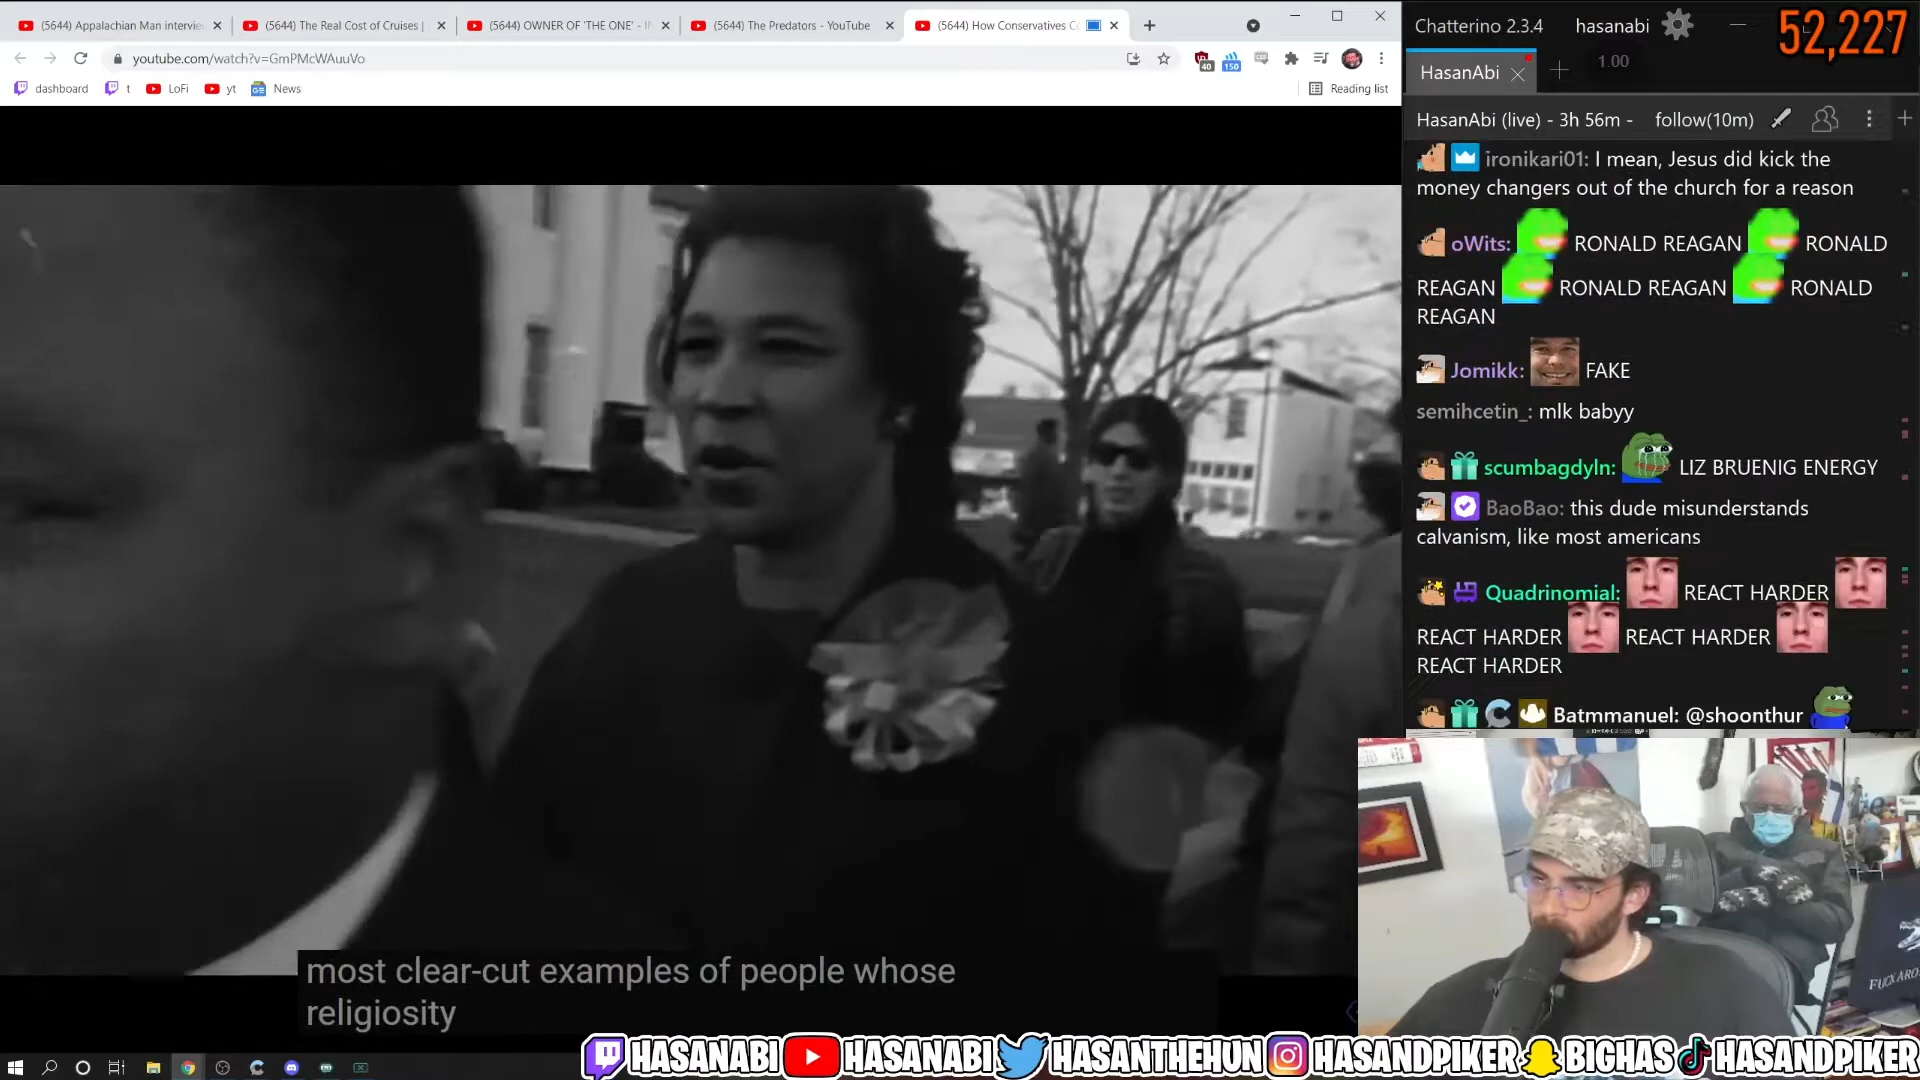 (5644) Appalachian Man intervie
(5644) The Real Cost of Cruises |
(5644) OWNER OF 'THE ONE' - I
(5644) The Predators - YouTube
(5644) How Conservatives C
youtube.com/watch?v=GmPMcWAuuVo
40
150
dashboard
t
LoFi
yt
News
Reading list
most clear-cut examples of people whose
religiosity
Chatterino 2.3.4
hasanabi
52,227
HasanAbi
1.00
HasanAbi (live) - 3h 56m -
follow(10m)
ironikari01: I mean, Jesus did kick the
money changers out of the church for a reason
oWits: RONALD REAGAN RONALD
REAGAN RONALD REAGAN RONALD
REAGAN
Jomikk: FAKE
semihcetin_: mlk babyy
scumbagdyln: LIZ BRUENIG ENERGY
BaoBao: this dude misunderstands
calvanism, like most americans
Quadrinomial: REACT HARDER
REACT HARDER REACT HARDER
REACT HARDER
Batmmanuel: @shoonthur
HASANABI HASANABI HASANTHEHUN HASANDPIKER BIGHAS HASANDPIKER